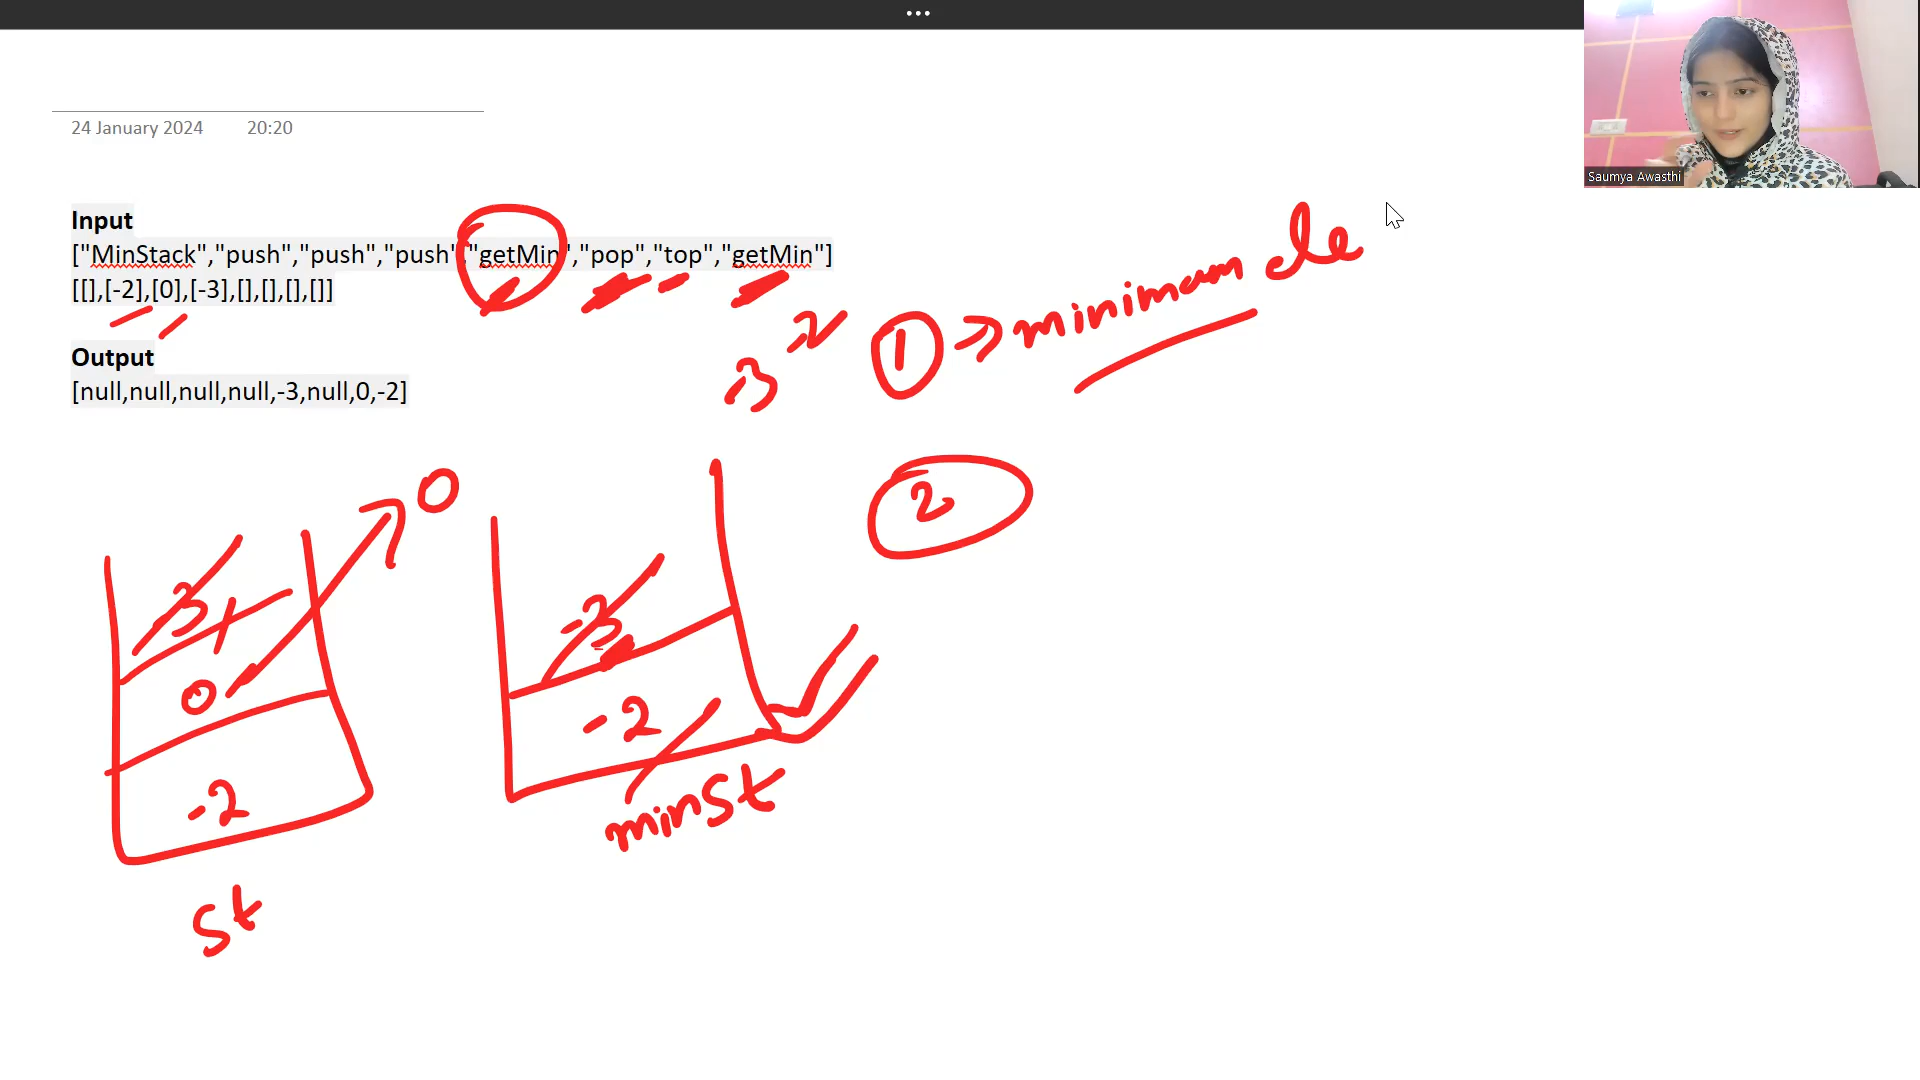 24 January 2024 20:20
Saumya Awasthi
Input
["MinStack","push","push","push","getMin","pop","top","getMin"]
[[],[-2],[0],[-3],[],[],[],[]]
Output
[null,null,null,null,-3,null,0,-2]
1 => minimum ele
-3
2
0
-3
0
-2
st
-3
-2
minst